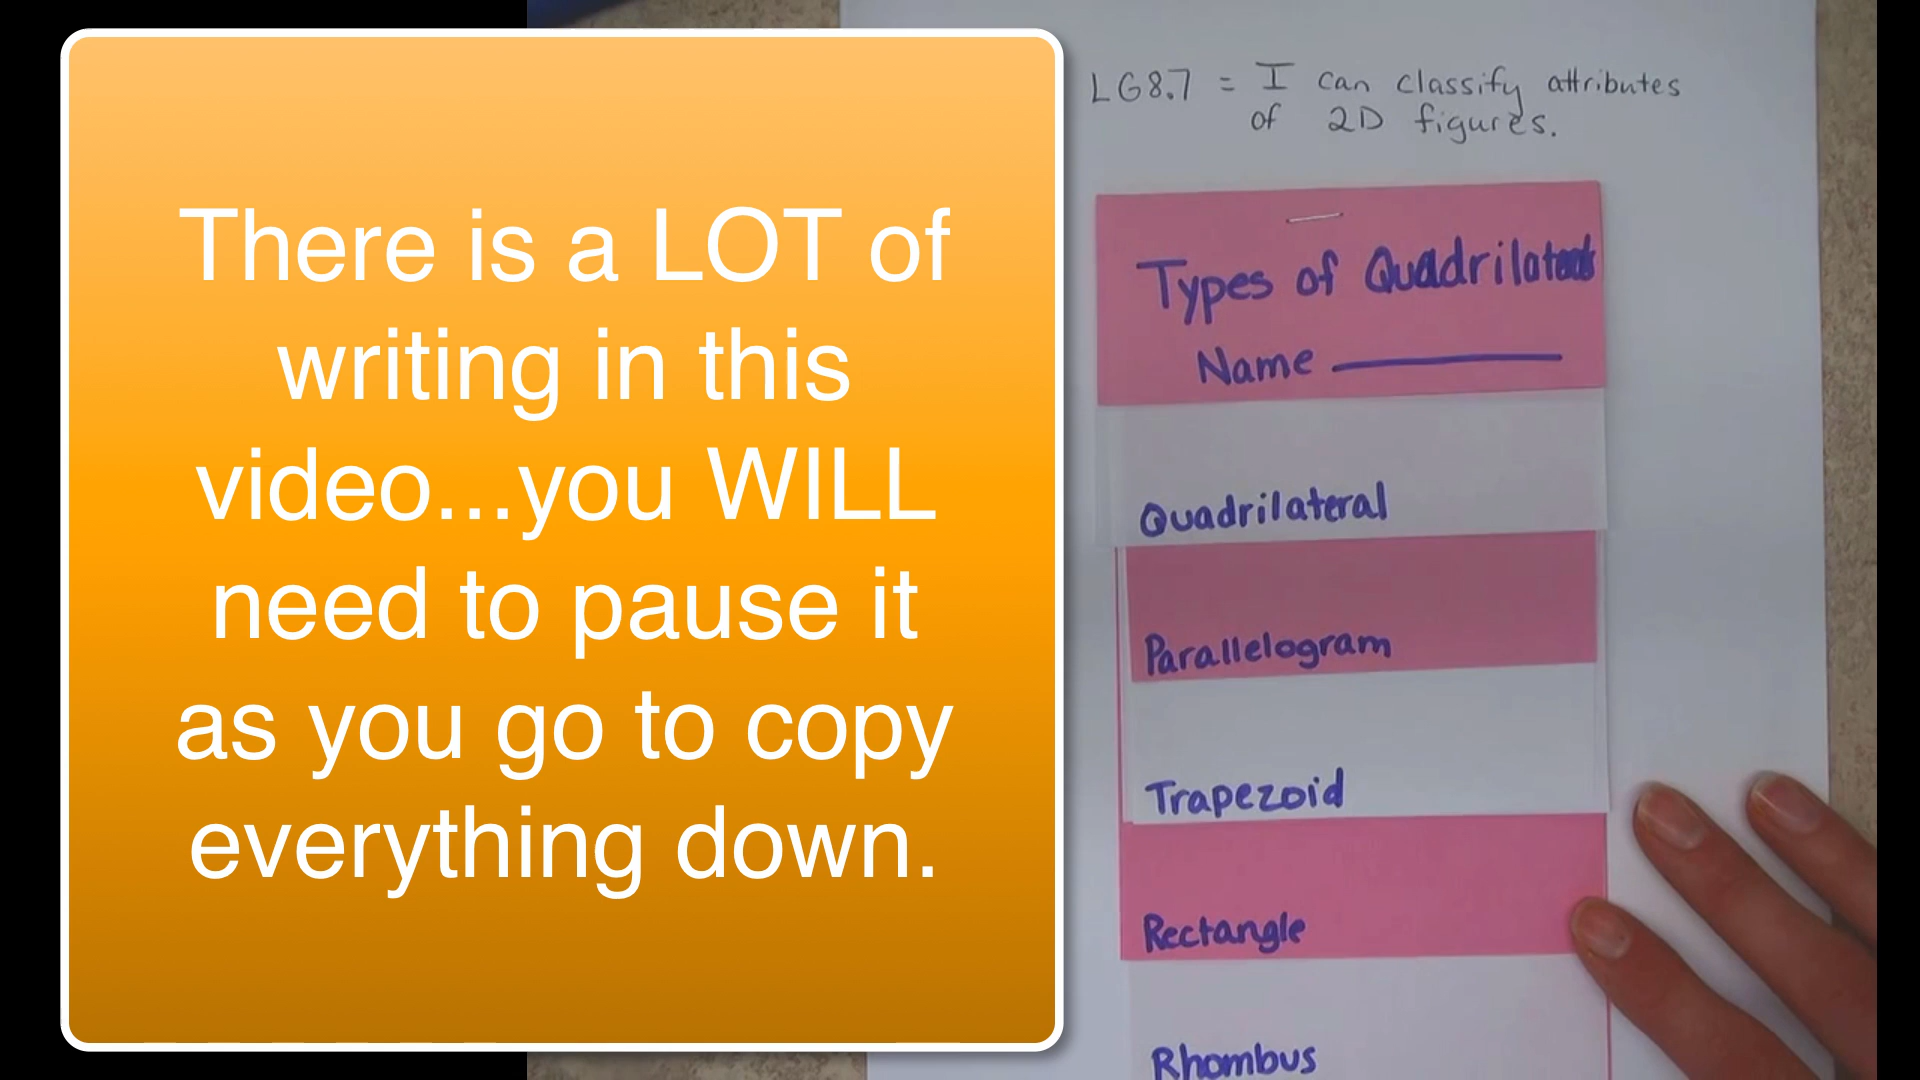 There is a LOT of
writing in this
video...you WILL
need to pause it
as you go to copy
everything down.
LG8.7 = I can classify attributes
of 2D figures.
Types of Quadrilaterals
Name
Quadrilateral
Parallelogram
Trapezoid
Rectangle
Rhombus